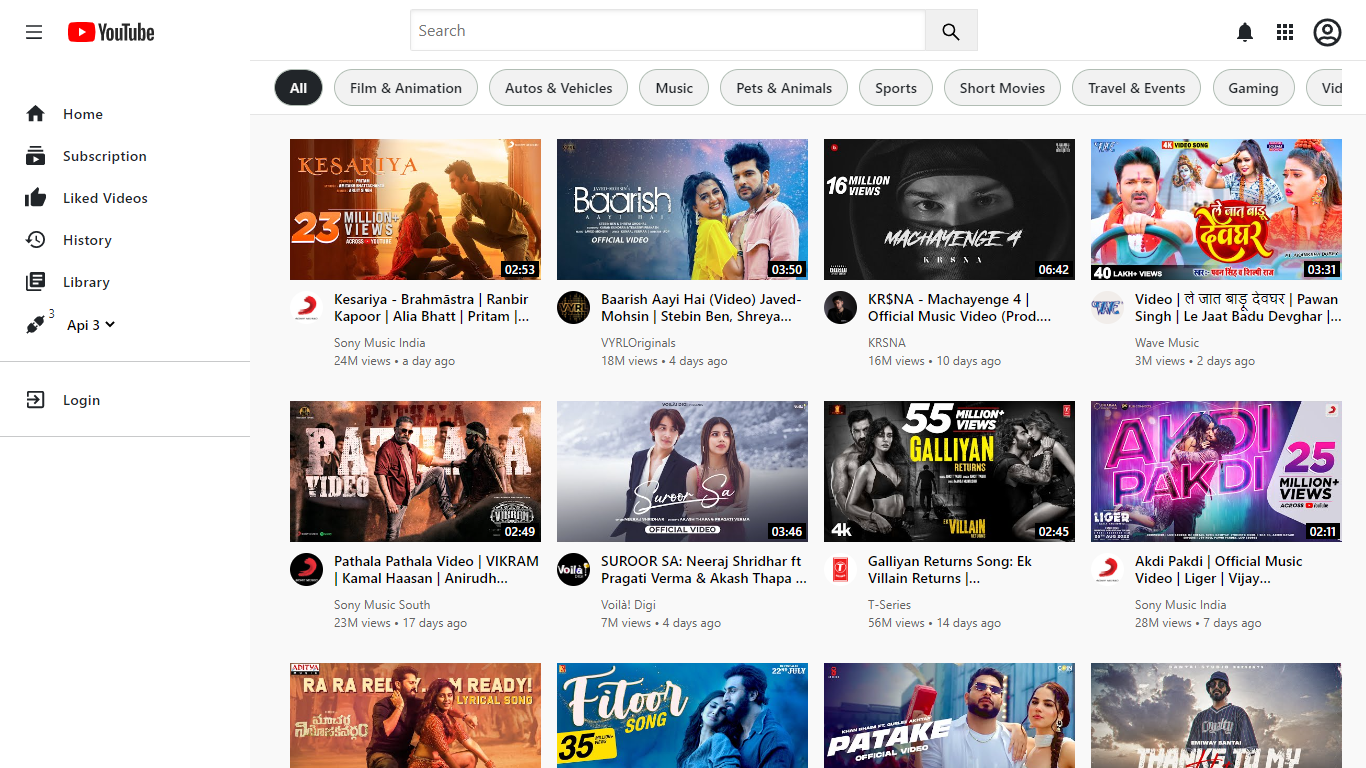 YouTube
Search
Home
Subscription
Liked Videos
History
Library
3
Api 3
Login
All
Film & Animation
Autos & Vehicles
Music
Pets & Animals
Sports
Short Movies
Travel & Events
Gaming
Vid
KESARIYA
23 MILLION+
VIEWS
ACROSS YOUTUBE
02:53
Kesariya - Brahmāstra | Ranbir
Kapoor | Alia Bhatt | Pritam |...
Sony Music India
24M views • a day ago
Baarish
AAYI HAI
OFFICIAL VIDEO
03:50
Baarish Aayi Hai (Video) Javed-
Mohsin | Stebin Ben, Shreya...
VYRLOriginals
18M views • 4 days ago
16 MILLION
VIEWS
MACHAYENGE 4
KRSNA
06:42
KR$NA - Machayenge 4 |
Official Music Video (Prod....
KRSNA
16M views • 10 days ago
4K VIDEO SONG
ले जात बाड़ू
देवघर
40 LAKH+ VIEWS
03:31
Video | ले जात बाड़ू देवघर | Pawan
Singh | Le Jaat Badu Devghar |...
Wave Music
3M views • 2 days ago
PATHALA
PATHALA
VIDEO
VIKRAM
02:49
Pathala Pathala Video | VIKRAM
| Kamal Haasan | Anirudh...
Sony Music South
23M views • 17 days ago
Suroor Sa
OFFICIAL VIDEO
03:46
Voilà!
SUROOR SA: Neeraj Shridhar ft
Pragati Verma & Akash Thapa ...
Voilà! Digi
7M views • 4 days ago
55 MILLION+
VIEWS
GALLIYAN
RETURNS
4k
EK VILLAIN
RETURNS
02:45
Galliyan Returns Song: Ek
Villain Returns |...
T-Series
56M views • 14 days ago
AKDI
PAKDI
25
MILLION+
VIEWS
ACROSS YouTube
LIGER
02:11
Akdi Pakdi | Official Music
Video | Liger | Vijay...
Sony Music India
28M views • 7 days ago
ADITYA
RA RA REDDY.. I'M READY!
LYRICAL SONG
22ND JULY
Fitoor
SONG
35 MILLION+
PATAKE
OFFICIAL VIDEO
EMIWAY BANTAI
THANKS TO MY